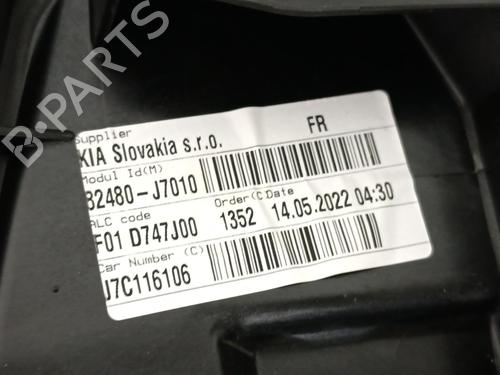 B-PARTS
Supplier
FR
KIA Slovakia s.r.o.
Modul Id(M)
82480-J7010
ALC code
Order(C Date
F01 D747J00 1352 14.05.2022 04:30
Car Number (C)
J7C116106